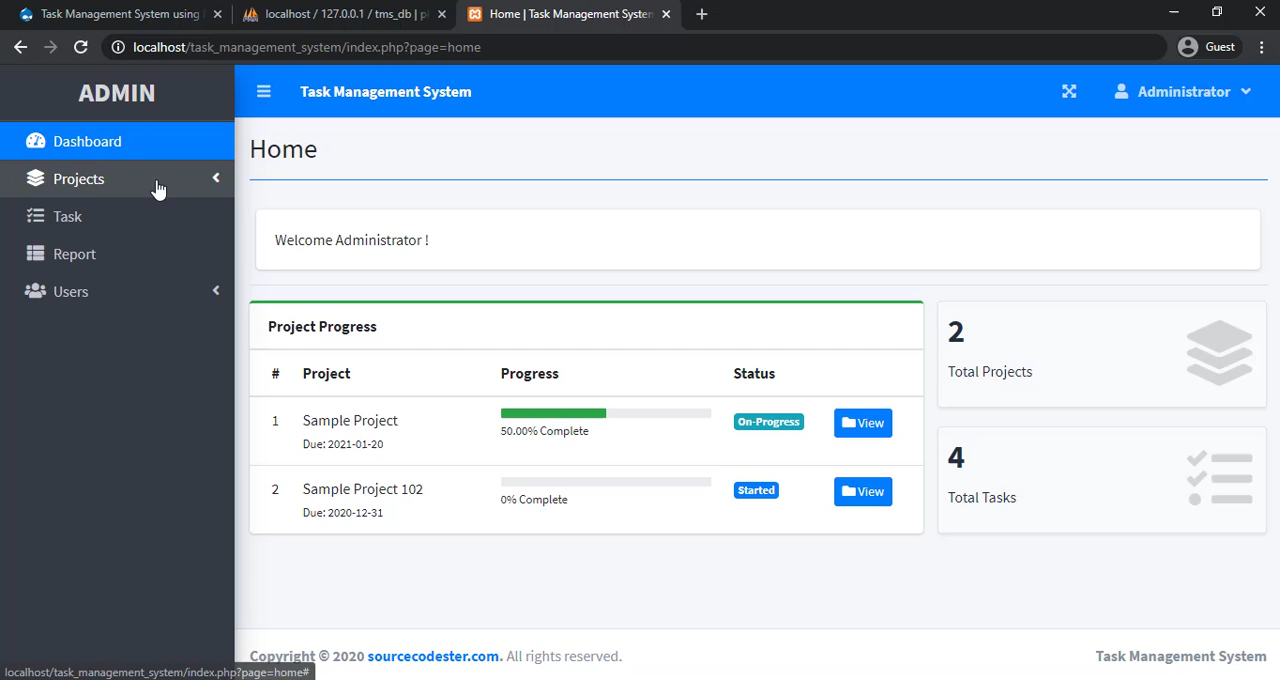 Task Management System using
localhost / 127.0.0.1 / tms_db | p
Home | Task Management System
localhost/task_management_system/index.php?page=home
Guest
ADMIN
Task Management System
Administrator
Dashboard
Projects
Task
Report
Users
Home
Welcome Administrator !
Project Progress
# Project Progress Status
1 Sample Project
Due: 2021-01-20
50.00% Complete
On-Progress
View
2 Sample Project 102
Due: 2020-12-31
0% Complete
Started
View
2
Total Projects
4
Total Tasks
Copyright © 2020 sourcecodester.com. All rights reserved.
Task Management System
localhost/task_management_system/index.php?page=home#